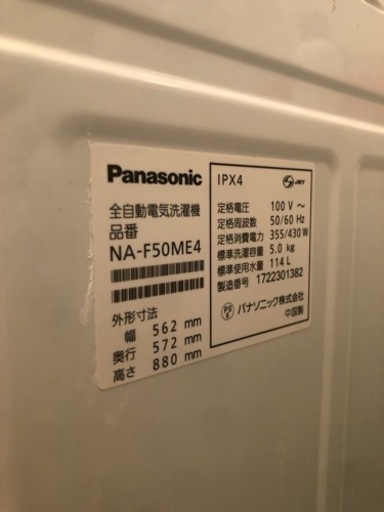 Panasonic
全自動電気洗濯機
品番
NA-F50ME4
外形寸法
幅 562 mm
奥行 572 mm
高さ 880 mm
IPX4
JET
定格電圧 100 V ～
定格周波数 50/60 Hz
定格消費電力 355/430 W
標準洗濯容量 5.0 kg
標準使用水量 114 L
製造番号 1722301382
PS E パナソニック株式会社
中国製